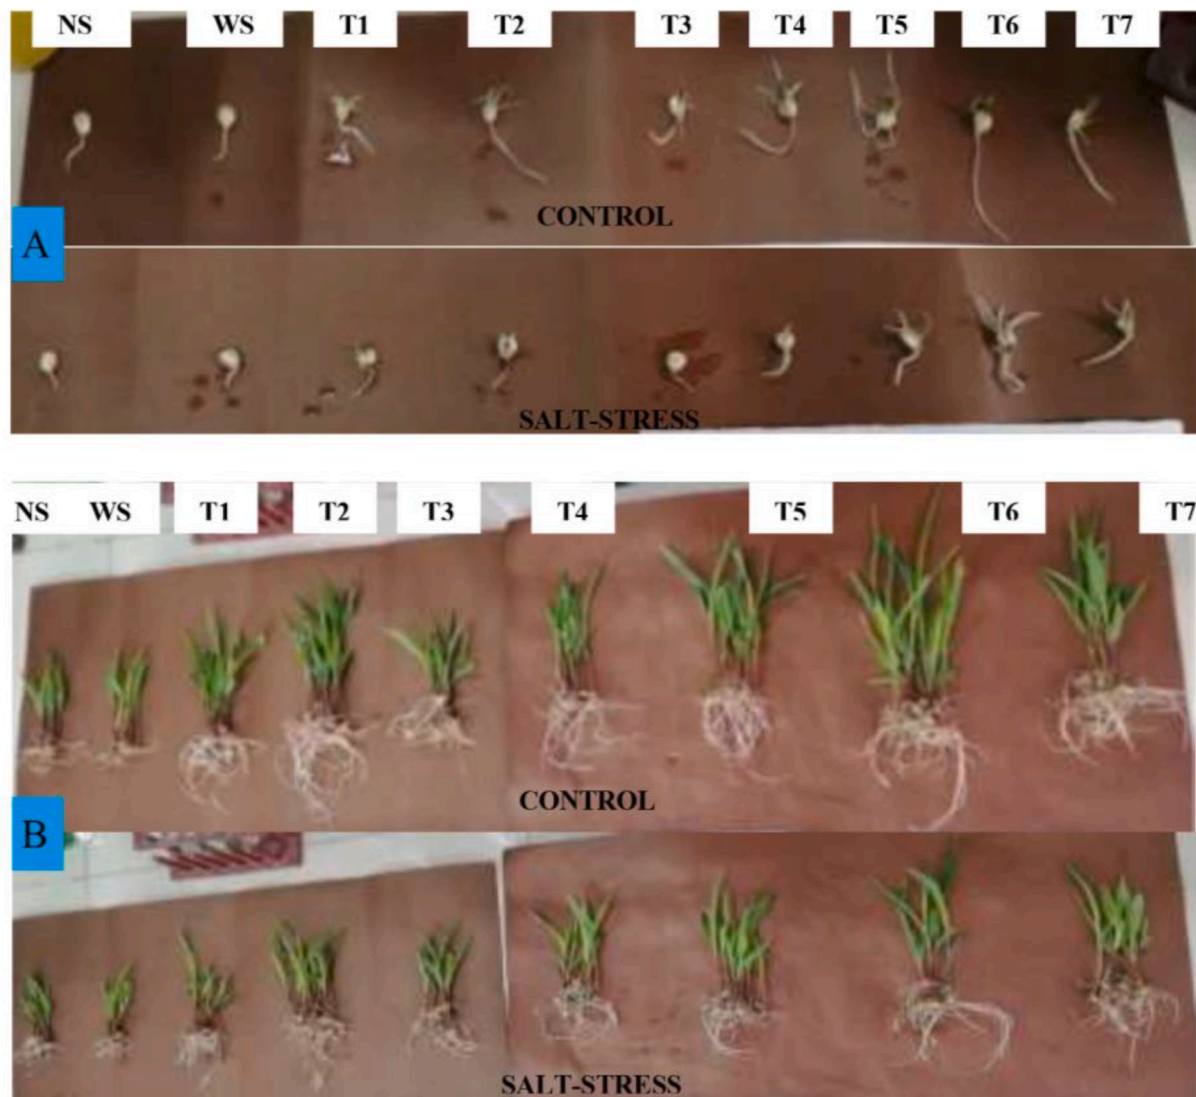 NS WS T1 T2 T3 T4 T5 T6 T7
CONTROL
A
SALT-STRESS
NS WS T1 T2 T3 T4 T5 T6 T7
CONTROL
B
SALT-STRESS